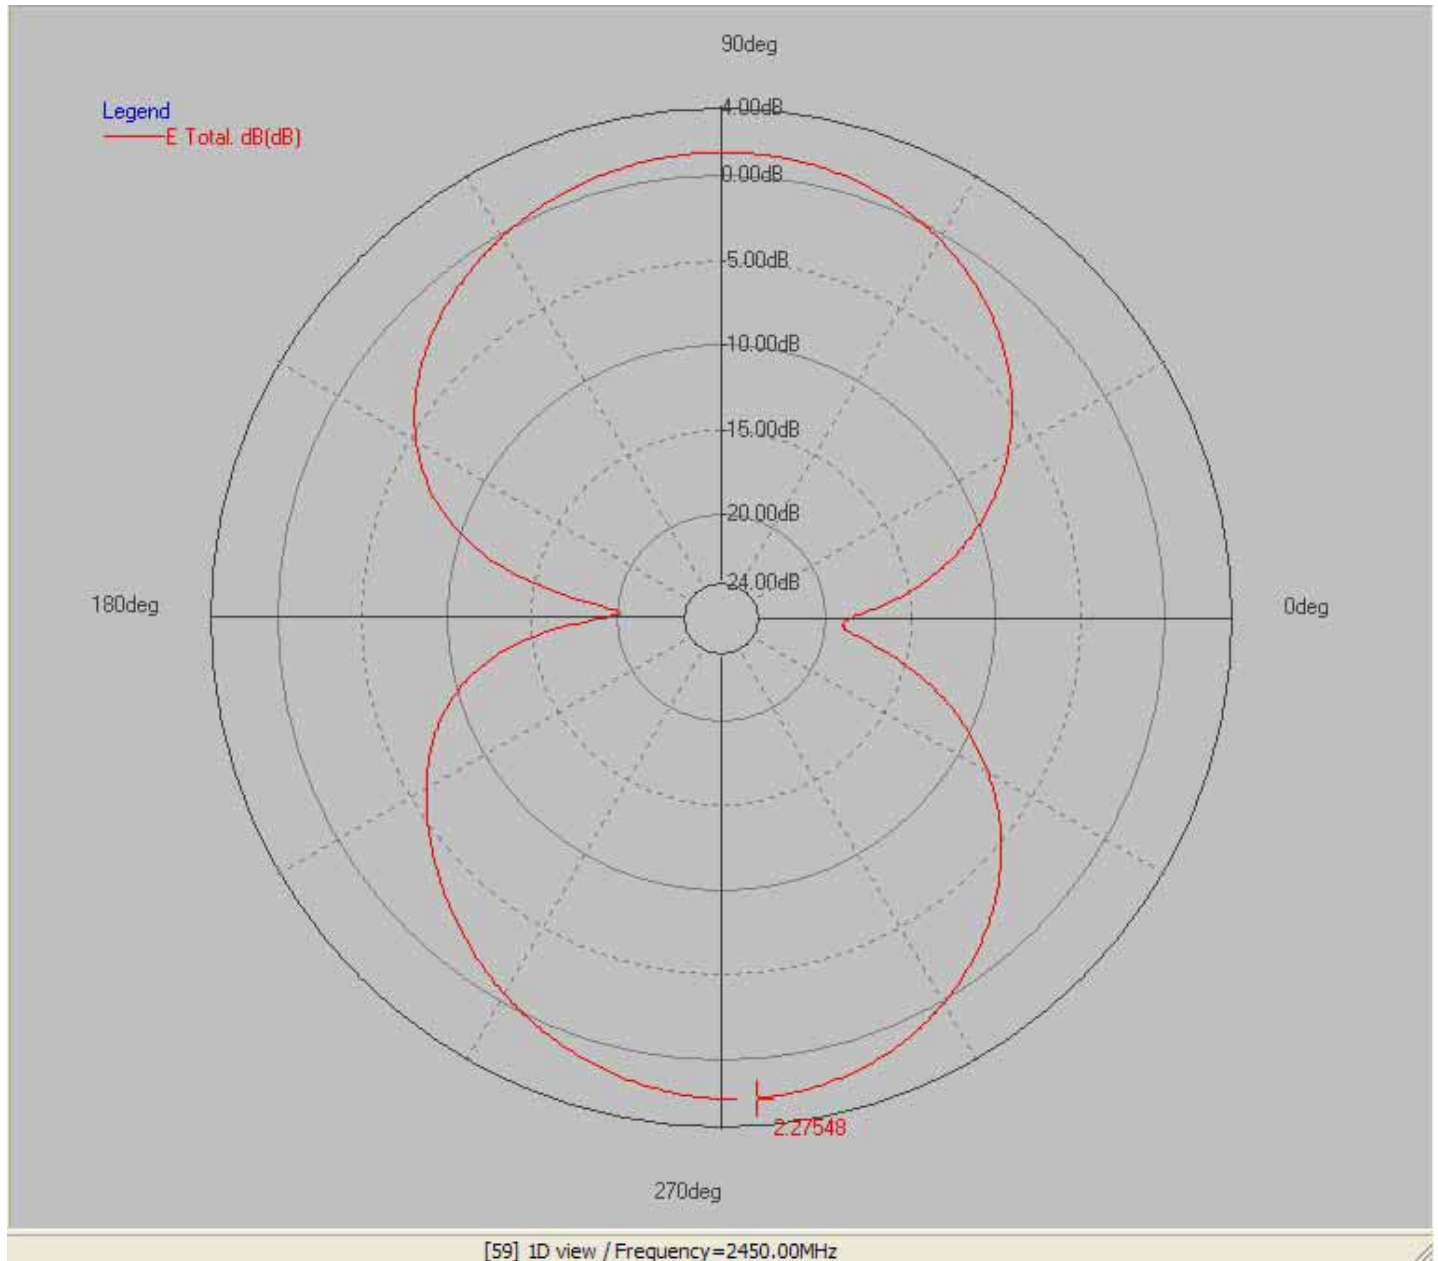 90deg
Legend
E Total. dB(dB)
4.00dB
0.00dB
-5.00dB
-10.00dB
-15.00dB
-20.00dB
-24.00dB
180deg
0deg
2.27548
270deg
[59] 1D view / Frequency=2450.00MHz